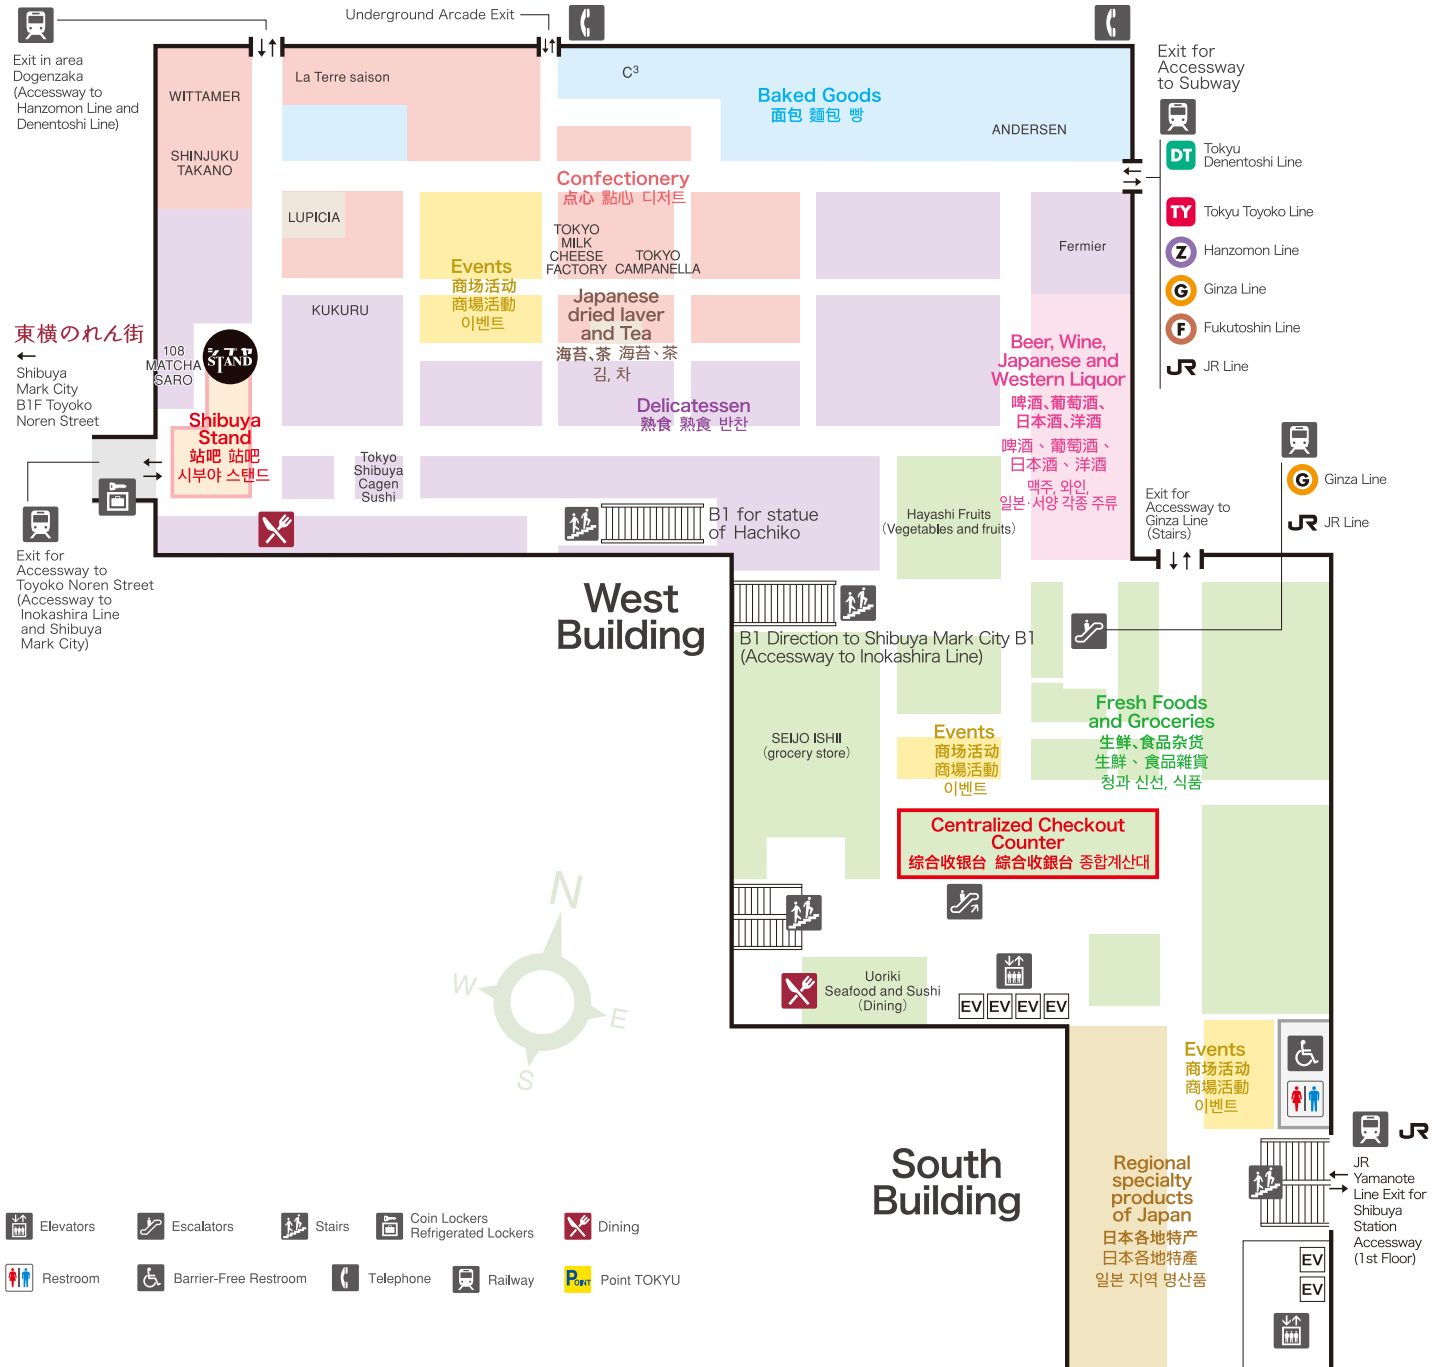 Underground Arcade Exit
Exit in area
Dogenzaka
(Accessway to
Hanzomon Line and
Denentoshi Line)
WITTAMER
La Terre saison
C³
Baked Goods
面包 麵包 빵
ANDERSEN
Exit for
Accessway
to Subway
DT
Tokyu
Denentoshi Line
TY
Tokyu Toyoko Line
Z
Hanzomon Line
G
Ginza Line
F
Fukutoshin Line
JR
JR Line
SHINJUKU
TAKANO
Confectionery
点心 點心 디저트
LUPICIA
TOKYO
MILK
CHEESE
FACTORY
TOKYO
CAMPANELLA
Fermier
Events
商场活动
商場活動
이벤트
Japanese
dried laver
and Tea
海苔、茶 海苔、茶
김, 차
KUKURU
東横のれん街
Shibuya
Mark City
B1F Toyoko
Noren Street
108
MATCHA
SARO
シブヤ
STAND
Beer, Wine,
Japanese and
Western Liquor
啤酒、葡萄酒、
日本酒、洋酒
啤酒、葡萄酒、
日本酒、洋酒
맥주, 와인,
일본·서양 각종 주류
Delicatessen
熟食 熟食 반찬
Shibuya
Stand
站吧 站吧
시부야 스탠드
Tokyo
Shibuya
Cagen
Sushi
Exit for
Accessway to
Toyoko Noren Street
(Accessway to
Inokashira Line
and Shibuya
Mark City)
B1 for statue
of Hachiko
Hayashi Fruits
(Vegetables and fruits)
Exit for
Accessway to
Ginza Line
(Stairs)
G
Ginza Line
JR
JR Line
West
Building
B1 Direction to Shibuya Mark City B1
(Accessway to Inokashira Line)
SEIJO ISHII
(grocery store)
Events
商场活动
商場活動
이벤트
Fresh Foods
and Groceries
生鲜、食品杂货
生鮮、食品雜貨
청과 신선, 식품
Centralized Checkout
Counter
综合收银台 綜合收銀台 종합계산대
N
W
E
S
Uoriki
Seafood and Sushi
(Dining)
EV EV EV EV
Events
商场活动
商場活動
이벤트
South
Building
Regional
specialty
products
of Japan
日本各地特产
日本各地特產
일본 지역 명산품
JR
JR
Yamanote
Line Exit for
Shibuya
Station
Accessway
(1st Floor)
EV
EV
Elevators
Escalators
Stairs
Coin Lockers
Refrigerated Lockers
Dining
Restroom
Barrier-Free Restroom
Telephone
Railway
POINT
Point TOKYU